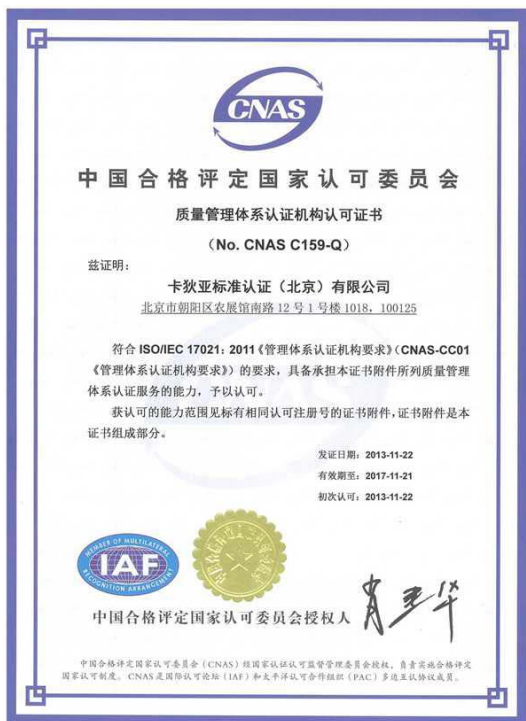 CNAS
中国合格评定国家认可委员会
质量管理体系认证机构认可证书
（No. CNAS C159-Q）
兹证明：
卡狄亚标准认证（北京）有限公司
北京市朝阳区农展馆南路 12 号 1 号楼 1018，100125
符合 ISO/IEC 17021: 2011《管理体系认证机构要求》（CNAS-CC01
《管理体系认证机构要求》）的要求，具备承担本证书附件所列质量管理
体系认证服务的能力，予以认可。
获认可的能力范围见标有相同认可注册号的证书附件，证书附件是本
证书组成部分。
发证日期：2013-11-22
有效期至：2017-11-21
初次认可：2013-11-22
MEMBER OF MULTILATERAL
IAF
RECOGNITION ARRANGEMENT
中国合格评定国家认可委员会授权人
中国合格评定国家认可委员会（CNAS）经国家认证认可监督管理委员会授权，负责实施合格评定
国家认可制度。CNAS是国际认可论坛（IAF）和太平洋认可合作组织（PAC）多边互认协议成员。